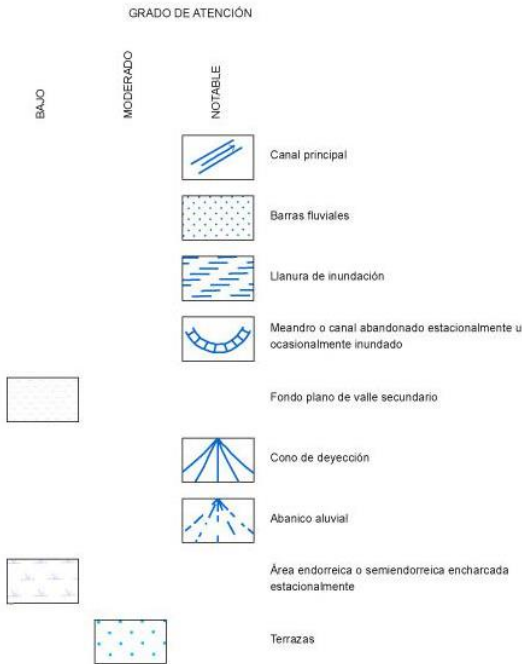 GRADO DE ATENCIÓN
BAJO
MODERADO
NOTABLE
Canal principal
Barras fluviales
Llanura de inundación
Meandro o canal abandonado estacionalmente u
ocasionalmente inundado
Fondo plano de valle secundario
Cono de deyección
Abanico aluvial
Área endorreica o semiendorreica encharcada
estacionalmente
Terrazas